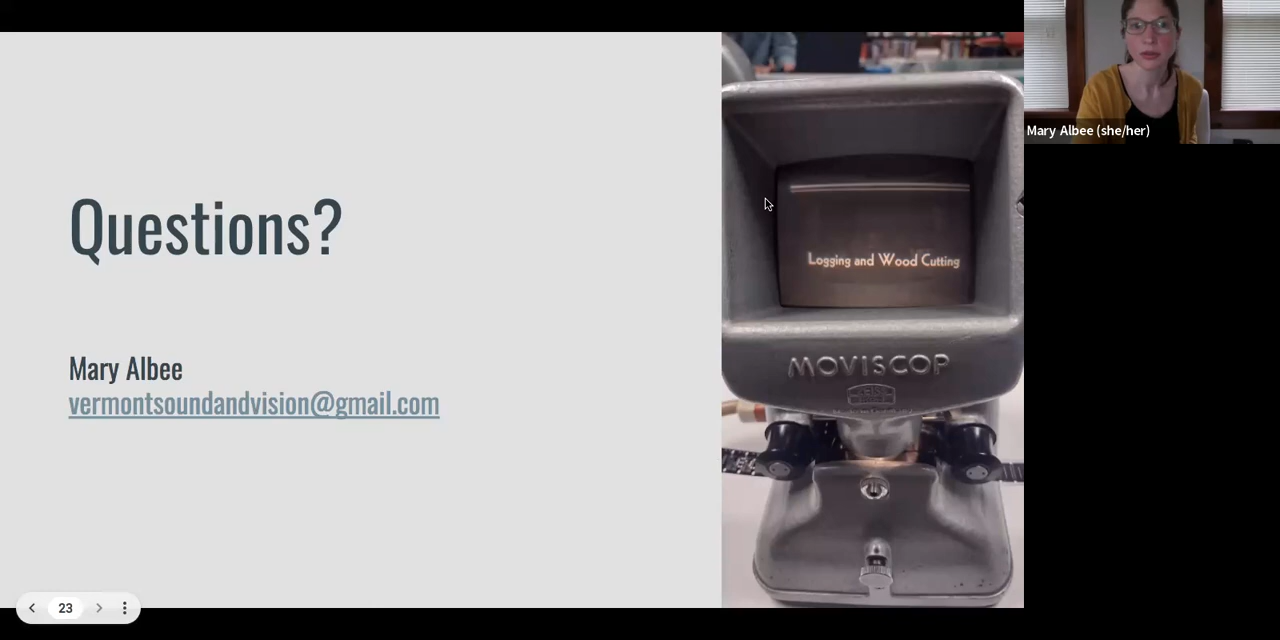 Questions?
Mary Albee
vermontsoundandvision@gmail.com
Logging and Wood Cutting
MOVISCOP
Mary Albee (she/her)
23